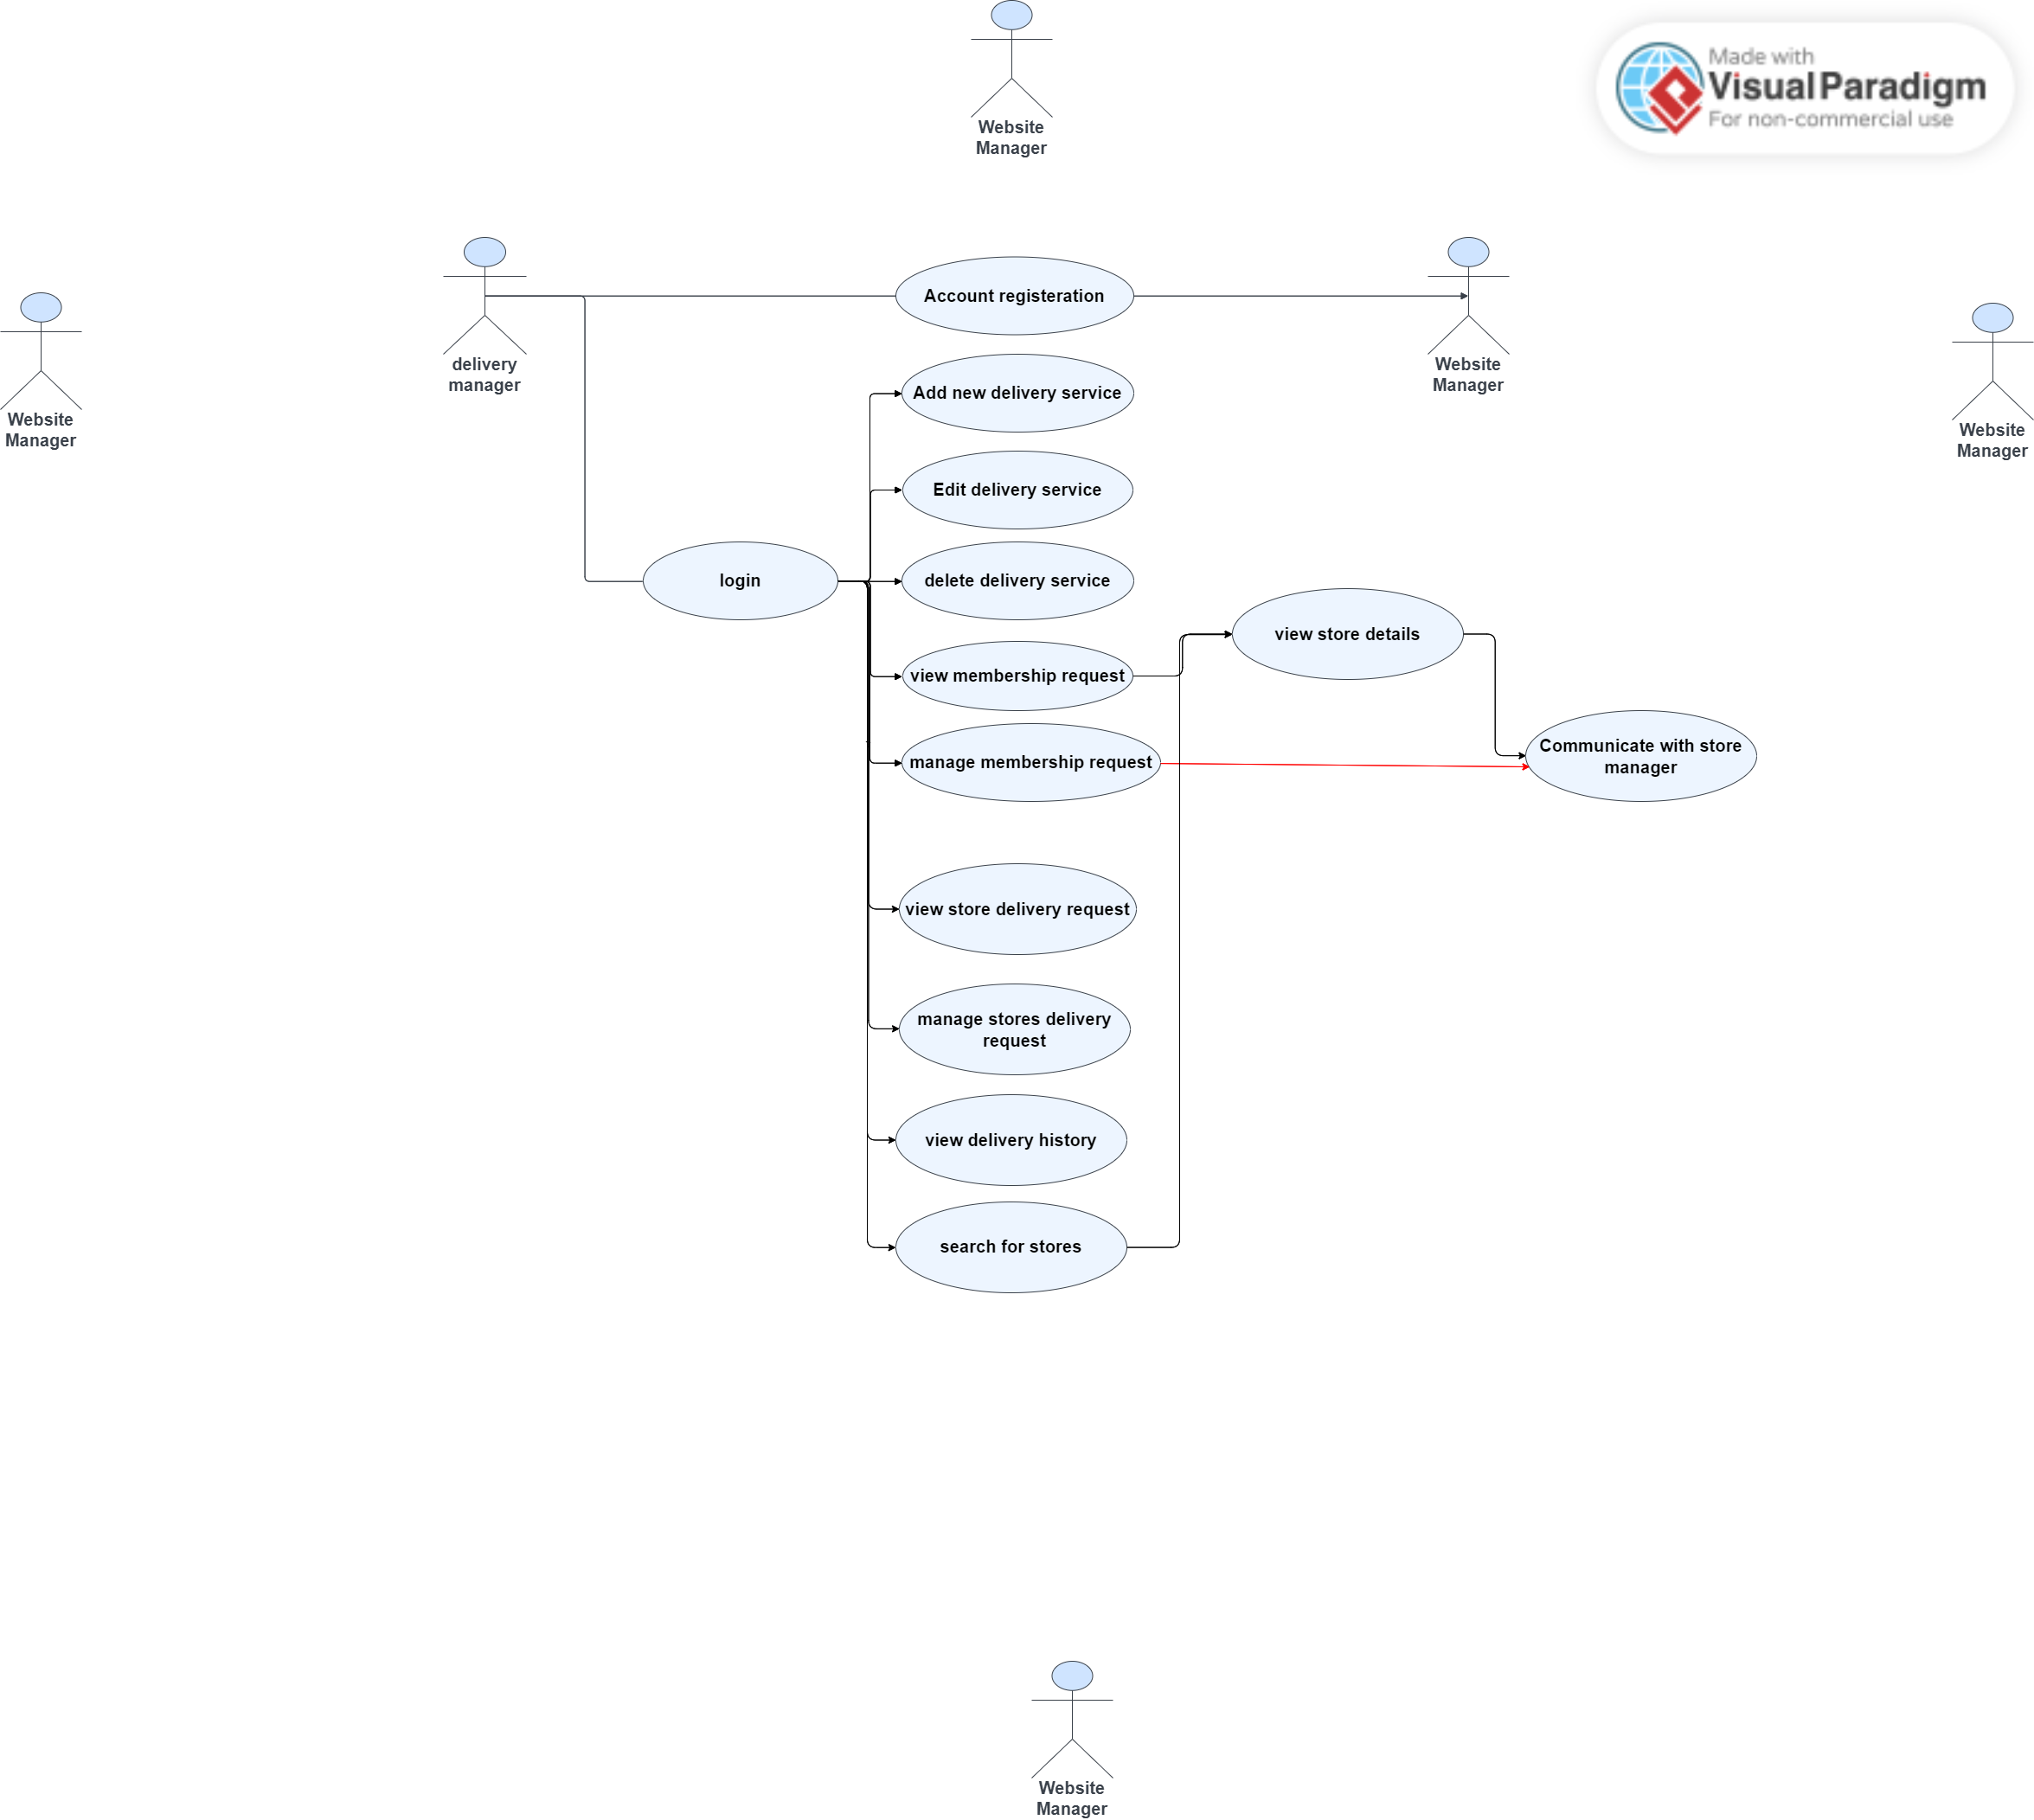 Website
Manager
Made with
Visual Paradigm
For non-commercial use
delivery
manager
Account registeration
Website
Manager
Website
Manager
Website
Manager
Add new delivery service
Edit delivery service
login
delete delivery service
view store details
view membership request
Communicate with store
manager
manage membership request
view store delivery request
manage stores delivery
request
view delivery history
search for stores
Website
Manager